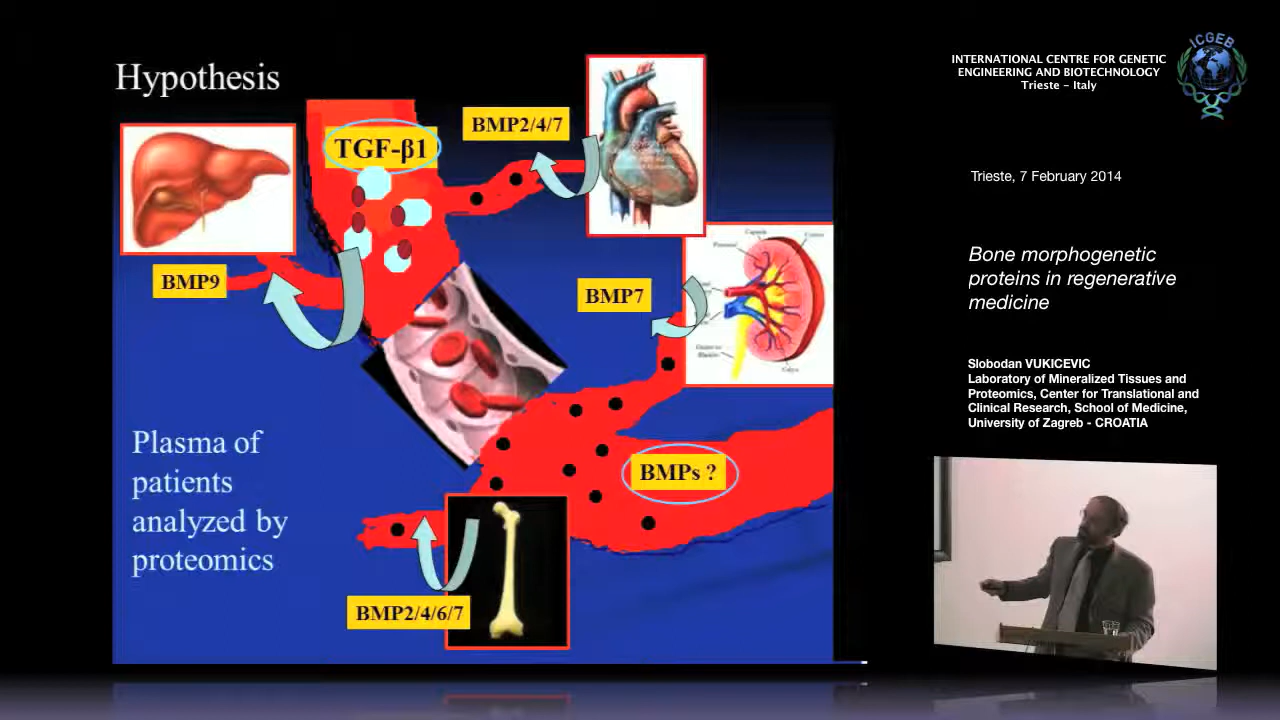 Hypothesis
TGF-β1
BMP2/4/7
BMP9
BMP7
Plasma of
patients
analyzed by
proteomics
BMPs ?
BMP2/4/6/7
INTERNATIONAL CENTRE FOR GENETIC
ENGINEERING AND BIOTECHNOLOGY
Trieste – Italy
ICGEB
Trieste, 7 February 2014
Bone morphogenetic
proteins in regenerative
medicine
Slobodan VUKICEVIC
Laboratory of Mineralized Tissues and
Proteomics, Center for Translational and
Clinical Research, School of Medicine,
University of Zagreb - CROATIA